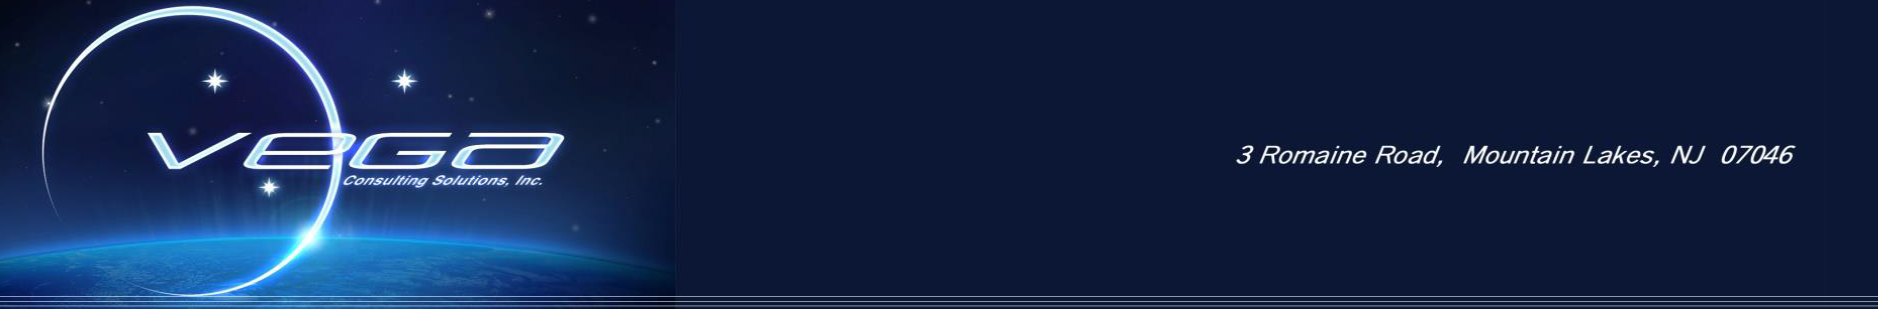 vega
Consulting Solutions, Inc.
3 Romaine Road, Mountain Lakes, NJ 07046